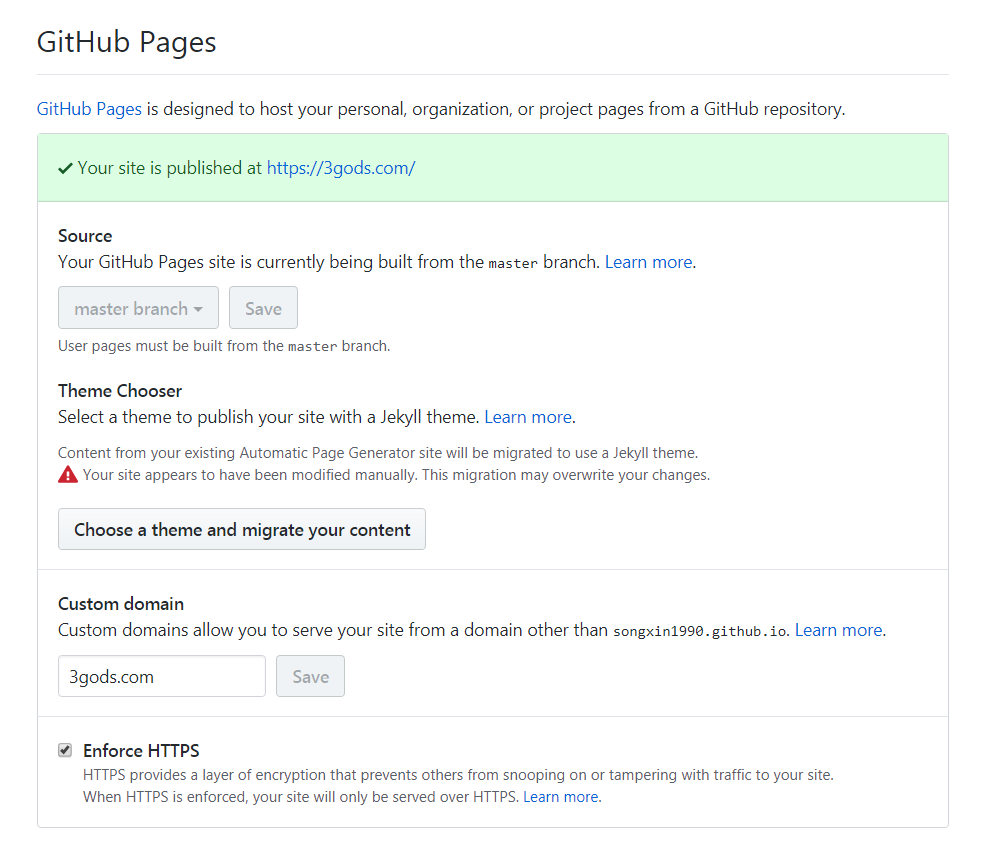 GitHub Pages
GitHub Pages is designed to host your personal, organization, or project pages from a GitHub repository.
Your site is published at https://3gods.com/
Source
Your GitHub Pages site is currently being built from the master branch. Learn more.
master branch Save
User pages must be built from the master branch.
Theme Chooser
Select a theme to publish your site with a Jekyll theme. Learn more.
Content from your existing Automatic Page Generator site will be migrated to use a Jekyll theme.
Your site appears to have been modified manually. This migration may overwrite your changes.
Choose a theme and migrate your content
Custom domain
Custom domains allow you to serve your site from a domain other than songxin1990.github.io. Learn more.
3gods.com Save
Enforce HTTPS
HTTPS provides a layer of encryption that prevents others from snooping on or tampering with traffic to your site.
When HTTPS is enforced, your site will only be served over HTTPS. Learn more.